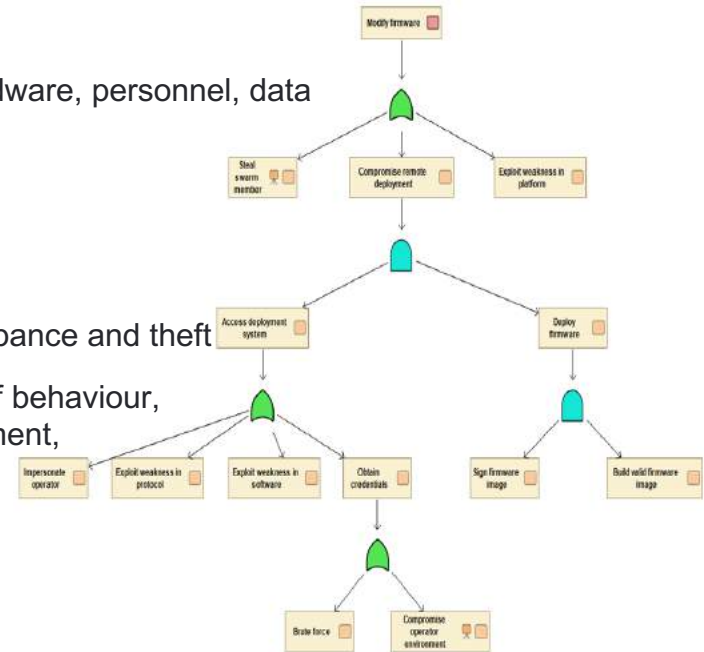 Modify firmware
dware, personnel, data
Steal
swarm
member
Compromise remote
deployment
Exploit weakness in
platform
Access deployment
system
Deploy
firmware
bance and theft
f behaviour,
ment,
Impersonate
operator
Exploit weakness in
protocol
Exploit weakness in
software
Obtain
credentials
Sign firmware
image
Build valid firmware
image
Brute force
Compromise
operator
environment